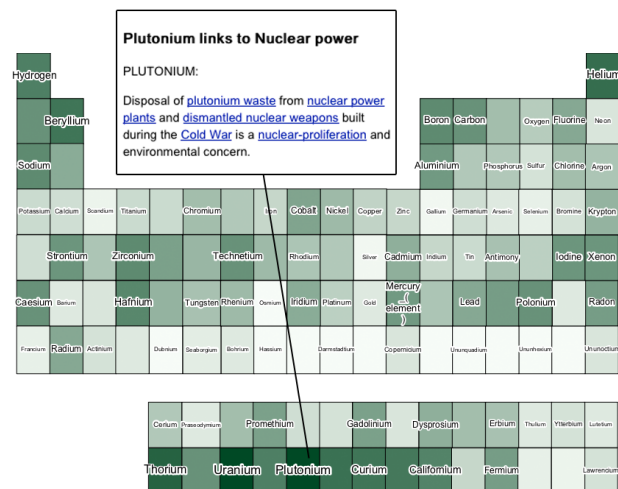 Plutonium links to Nuclear power
PLUTONIUM:
Disposal of plutonium waste from nuclear power
plants and dismantled nuclear weapons built
during the Cold War is a nuclear-proliferation and
environmental concern.
Hydrogen Helium
Beryllium Boron Carbon Oxygen Fluorine Neon
Sodium Aluminium Phosphorus Sulfur Chlorine Argon
Potassium Calcium Scandium Titanium Chromium Iron Cobalt Nickel Copper Zinc Gallium Germanium Arsenic Selenium Bromine Krypton
Strontium Zirconium Technetium Rhodium Silver Cadmium Indium Tin Antimony Iodine Xenon
Caesium Barium Hafnium Tungsten Rhenium Osmium Iridium Platinum Gold Mercury
_(
element
)
Lead Polonium Radon
Francium Radium Actinium Dubnium Seaborgium Bohrium Hassium Darmstadtium Copernicium Ununquadium Ununhexium Ununoctium
Cerium Praseodymium Promethium Gadolinium Dysprosium Erbium Thulium Ytterbium Lutetium
Thorium Uranium Plutonium Curium Californium Fermium Lawrencium